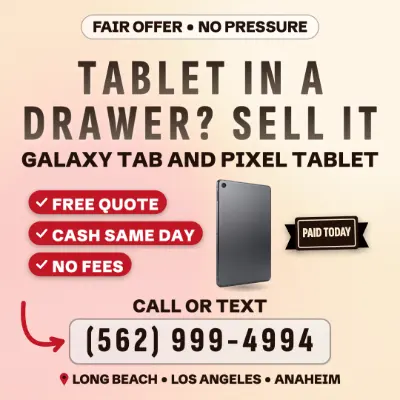 FAIR OFFER • NO PRESSURE
TABLET IN A
DRAWER? SELL IT
GALAXY TAB AND PIXEL TABLET
FREE QUOTE
CASH SAME DAY
NO FEES
PAID TODAY
CALL OR TEXT
(562) 999-4994
LONG BEACH • LOS ANGELES • ANAHEIM